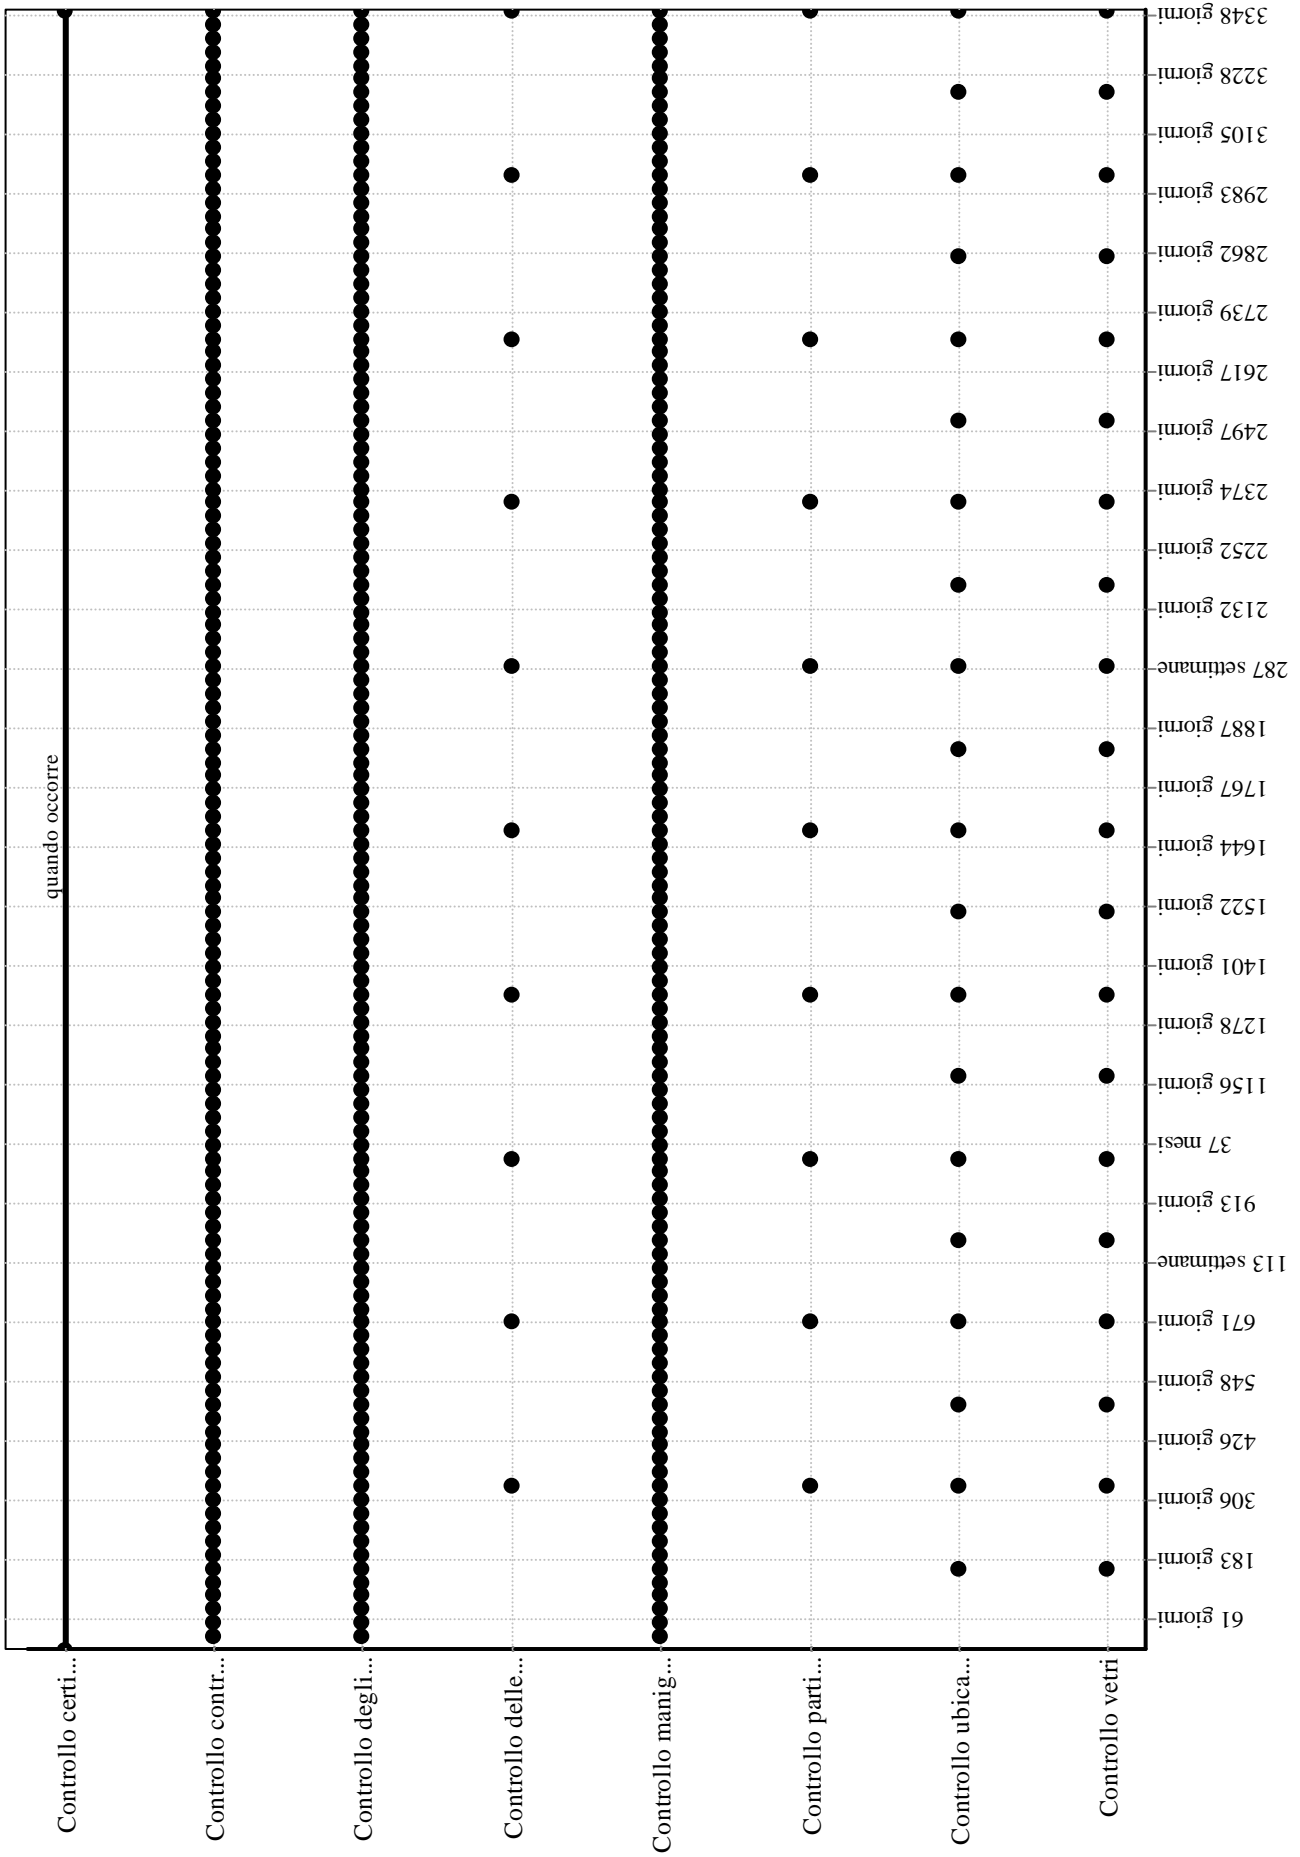 3348 giorni
3228 giorni
3105 giorni
2983 giorni
2862 giorni
2739 giorni
2617 giorni
2497 giorni
2374 giorni
2252 giorni
2132 giorni
287 settimane
1887 giorni
1767 giorni
1644 giorni
1522 giorni
1401 giorni
1278 giorni
1156 giorni
37 mesi
913 giorni
113 settimane
671 giorni
548 giorni
426 giorni
306 giorni
183 giorni
61 giorni
quando occorre
Controllo certi...
Controllo contr...
Controllo degli...
Controllo delle...
Controllo manig...
Controllo parti...
Controllo ubica...
Controllo vetri